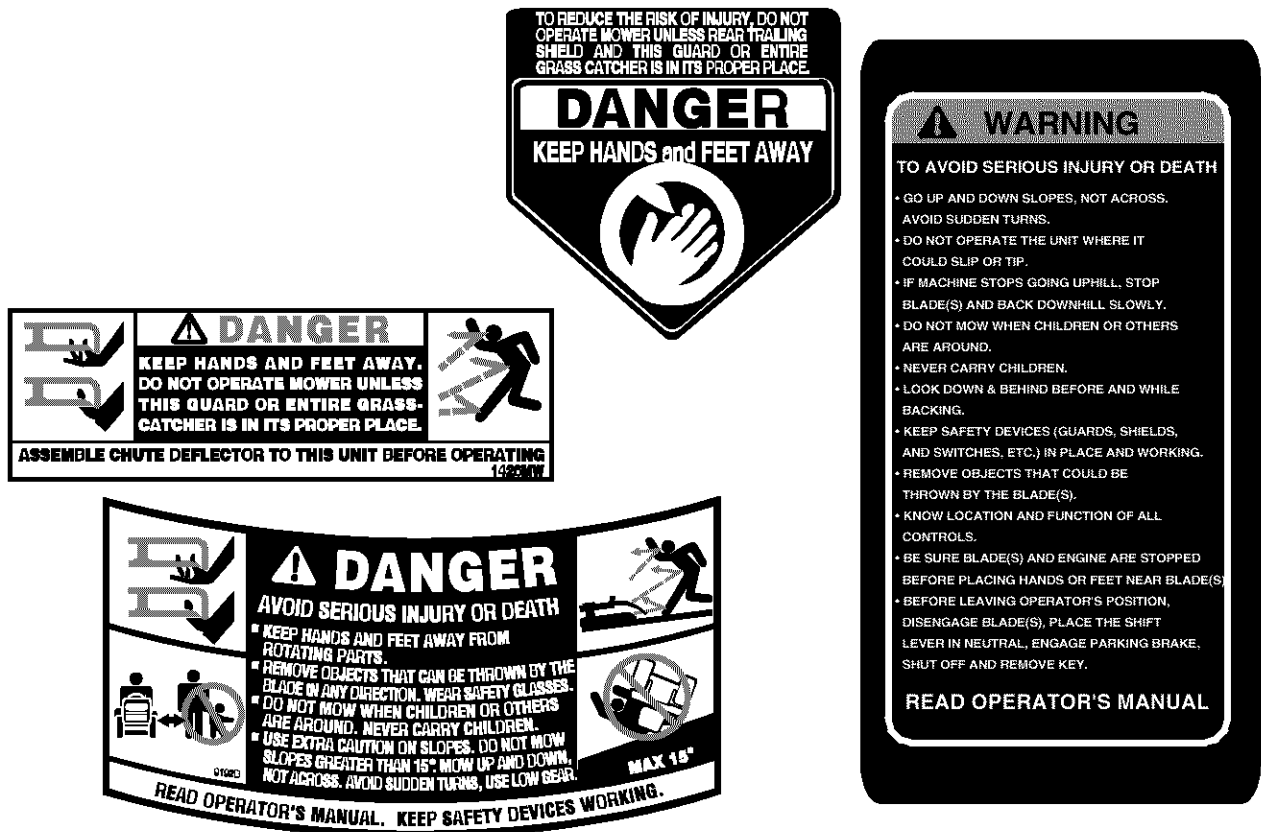 TO REDUCE THE RISK OF INJURY, DO NOT
OPERATE MOWER UNLESS REAR TRAILING
SHIELD AND THIS GUARD OR ENTIRE
GRASS CATCHER IS IN ITS PROPER PLACE.
DANGER
KEEP HANDS and FEET AWAY
DANGER
KEEP HANDS AND FEET AWAY.
DO NOT OPERATE MOWER UNLESS
THIS GUARD OR ENTIRE GRASS-
CATCHER IS IN ITS PROPER PLACE.
ASSEMBLE CHUTE DEFLECTOR TO THIS UNIT BEFORE OPERATING
DANGER
AVOID SERIOUS INJURY OR DEATH
▪ KEEP HANDS AND FEET AWAY FROM
ROTATING PARTS.
▪ REMOVE OBJECTS THAT CAN BE THROWN BY THE
BLADE IN ANY DIRECTION. WEAR SAFETY GLASSES.
▪ DO NOT MOW WHEN CHILDREN OR OTHERS
ARE AROUND. NEVER CARRY CHILDREN.
▪ USE EXTRA CAUTION ON SLOPES. DO NOT MOW
SLOPES GREATER THAN 15°. MOW UP AND DOWN,
NOT ACROSS. AVOID SUDDEN TURNS, USE LOW GEAR.
MAX 15°
READ OPERATOR'S MANUAL. KEEP SAFETY DEVICES WORKING.
WARNING
TO AVOID SERIOUS INJURY OR DEATH
• GO UP AND DOWN SLOPES, NOT ACROSS.
AVOID SUDDEN TURNS.
• DO NOT OPERATE THE UNIT WHERE IT
COULD SLIP OR TIP.
• IF MACHINE STOPS GOING UPHILL, STOP
BLADE(S) AND BACK DOWNHILL SLOWLY.
• DO NOT MOW WHEN CHILDREN OR OTHERS
ARE AROUND.
• NEVER CARRY CHILDREN.
• LOOK DOWN & BEHIND BEFORE AND WHILE
BACKING.
• KEEP SAFETY DEVICES (GUARDS, SHIELDS,
AND SWITCHES, ETC.) IN PLACE AND WORKING.
• REMOVE OBJECTS THAT COULD BE
THROWN BY THE BLADE(S).
• KNOW LOCATION AND FUNCTION OF ALL
CONTROLS.
• BE SURE BLADE(S) AND ENGINE ARE STOPPED
BEFORE PLACING HANDS OR FEET NEAR BLADE(S)
• BEFORE LEAVING OPERATOR'S POSITION,
DISENGAGE BLADE(S), PLACE THE SHIFT
LEVER IN NEUTRAL, ENGAGE PARKING BRAKE,
SHUT OFF AND REMOVE KEY.
READ OPERATOR'S MANUAL